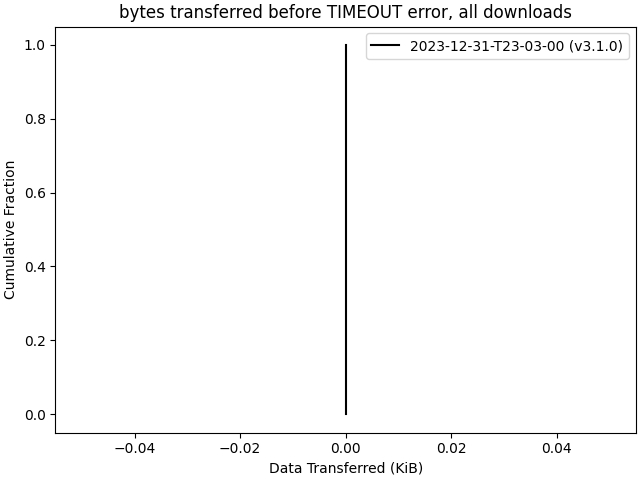 bytes transferred before TIMEOUT error, all downloads
2023-12-31-T23-03-00 (v3.1.0)
Cumulative Fraction
1.0
0.8
0.6
0.4
0.2
0.0
−0.04
−0.02
0.00
0.02
0.04
Data Transferred (KiB)